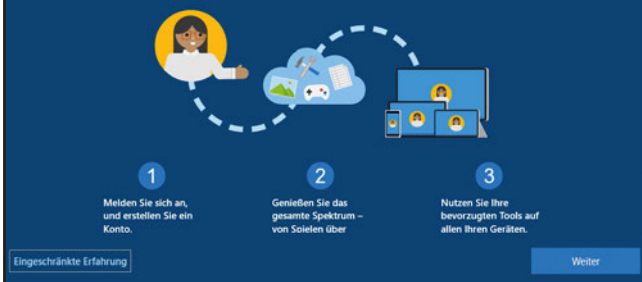 1
Melden Sie sich an,
und erstellen Sie ein
Konto.
2
Genießen Sie das
gesamte Spektrum –
von Spielen über
3
Nutzen Sie Ihre
bevorzugten Tools auf
allen Ihren Geräten.
Eingeschränkte Erfahrung
Weiter